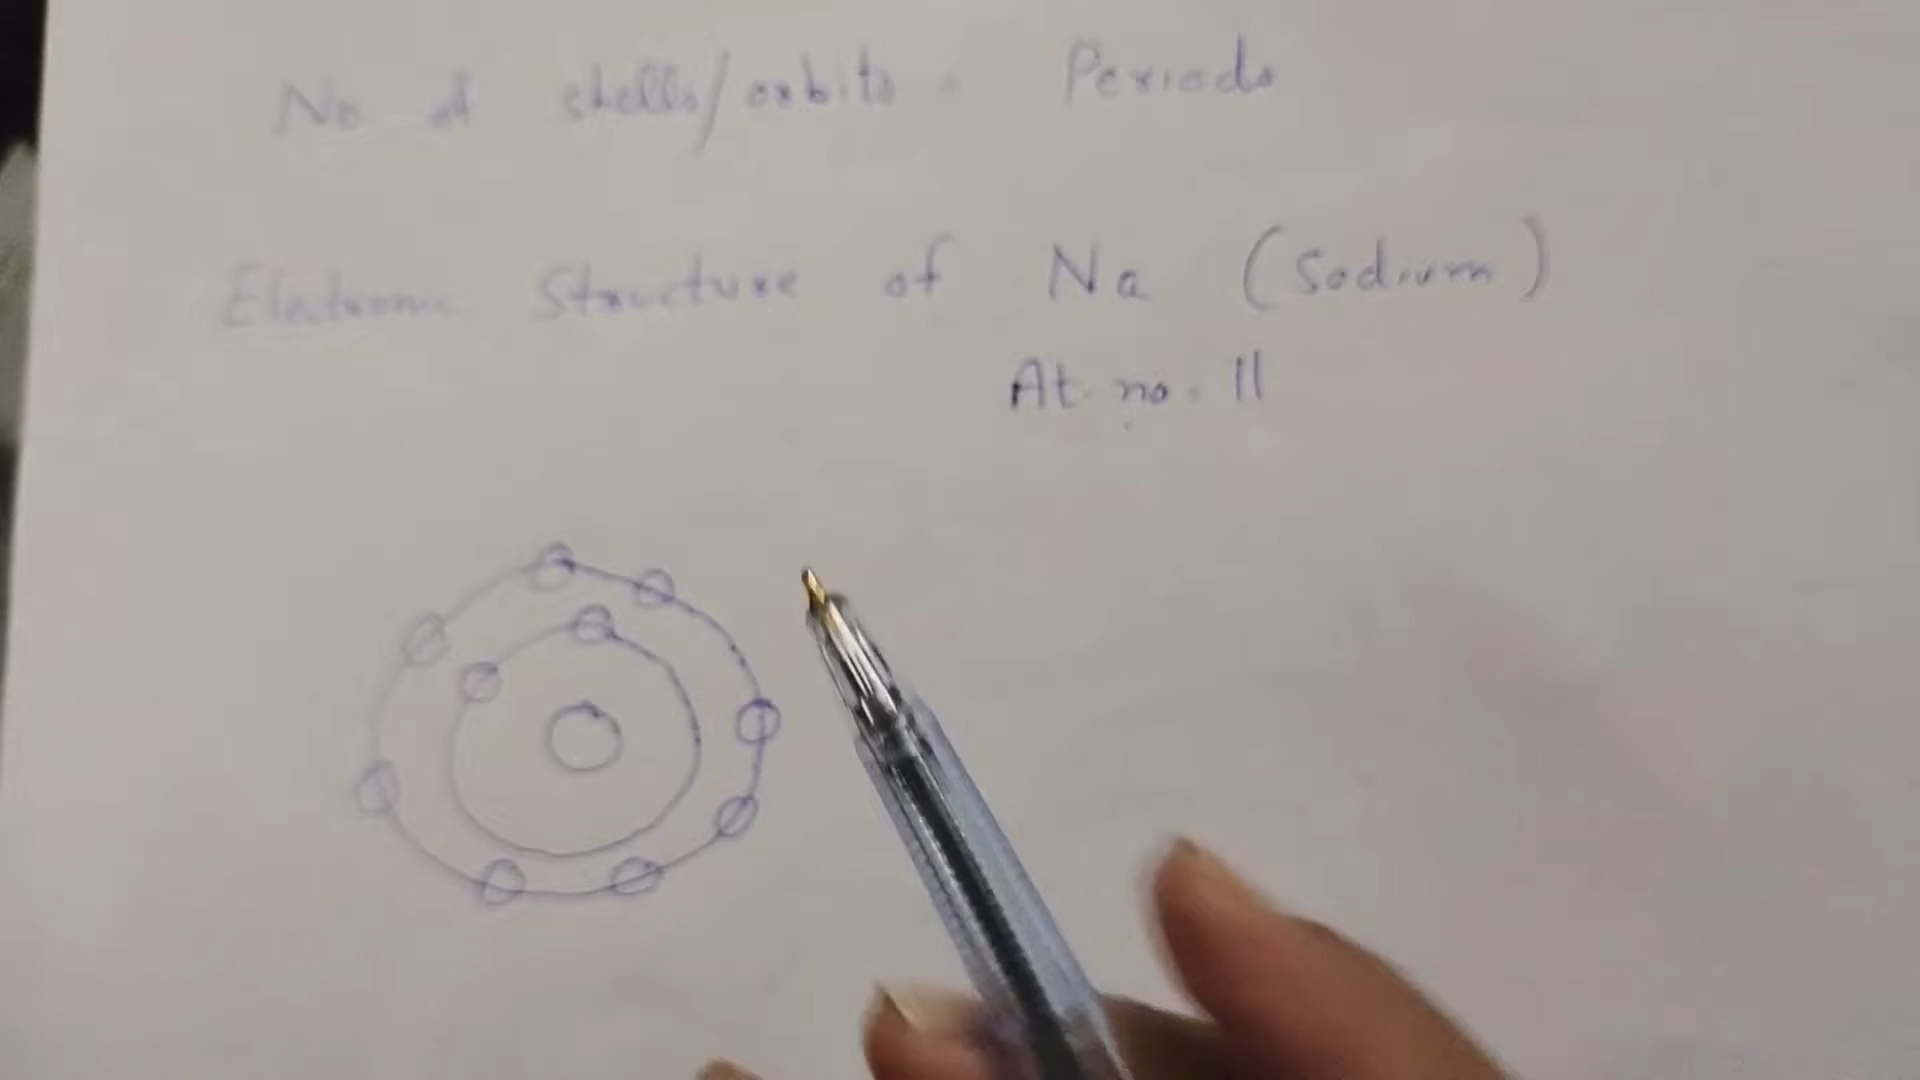 No of shells/orbits = Periods
Electronic Structure of Na (Sodium)
At. no. 11